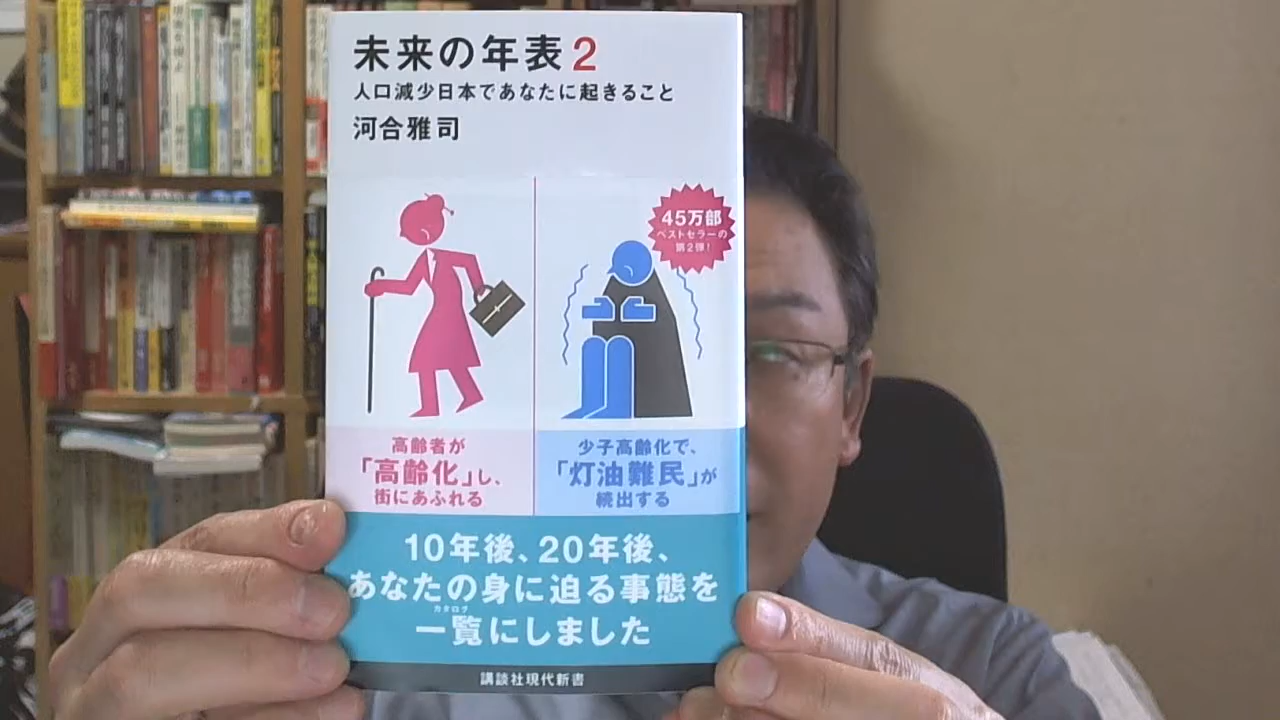 未来の年表2
人口減少日本であなたに起きること
河合雅司
45万部
ベストセラーの
第2弾!
高齢者が
「高齢化」し、
街にあふれる
少子高齢化で、
「灯油難民」が
続出する
10年後、20年後、
あなたの身に迫る事態を
カタログ
一覧にしました
講談社現代新書